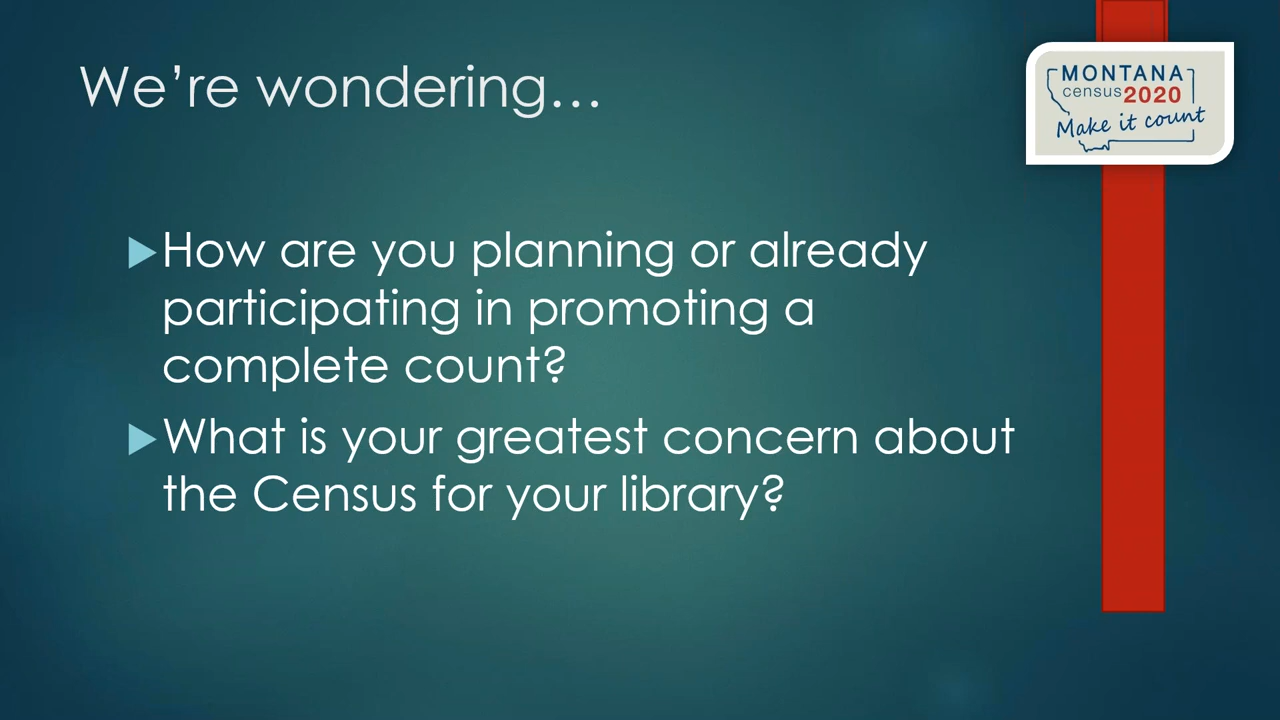 We’re wondering…
MONTANA
census2020
Make it count
How are you planning or already
participating in promoting a
complete count?
What is your greatest concern about
the Census for your library?